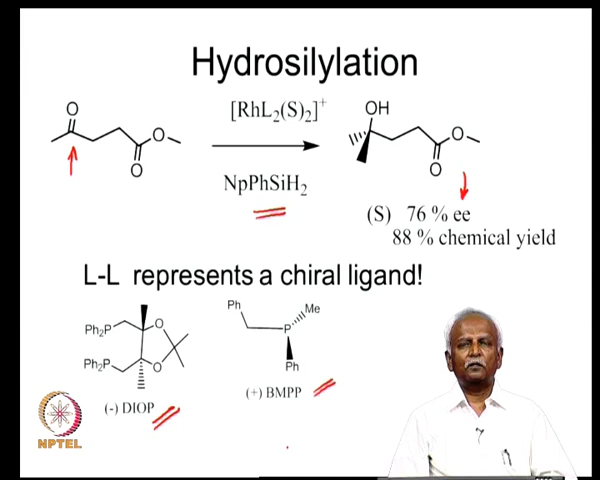 Hydrosilylation
O
O
O
[RhL₂(S)₂]⁺
NpPhSiH₂
OH
O
O
(S) 76 % ee
88 % chemical yield
L-L represents a chiral ligand!
Ph₂P
O
Ph₂P
O
(-) DIOP
Ph
Me
P
Ph
(+) BMPP
NPTEL